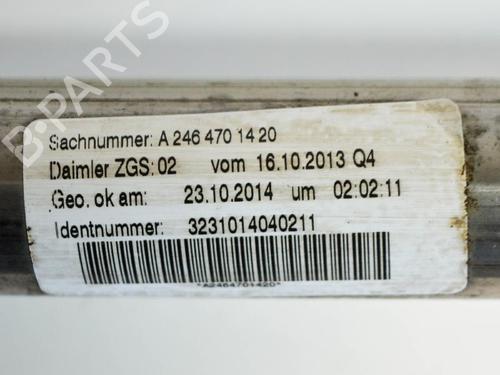 B-PARTS
Sachnummer: A 246 470 14 20
Daimler ZGS: 02 vom 16.10.2013 Q4
Geo. ok am: 23.10.2014 um 02:02:11
Identnummer: 3231014040211
*A2464701420*